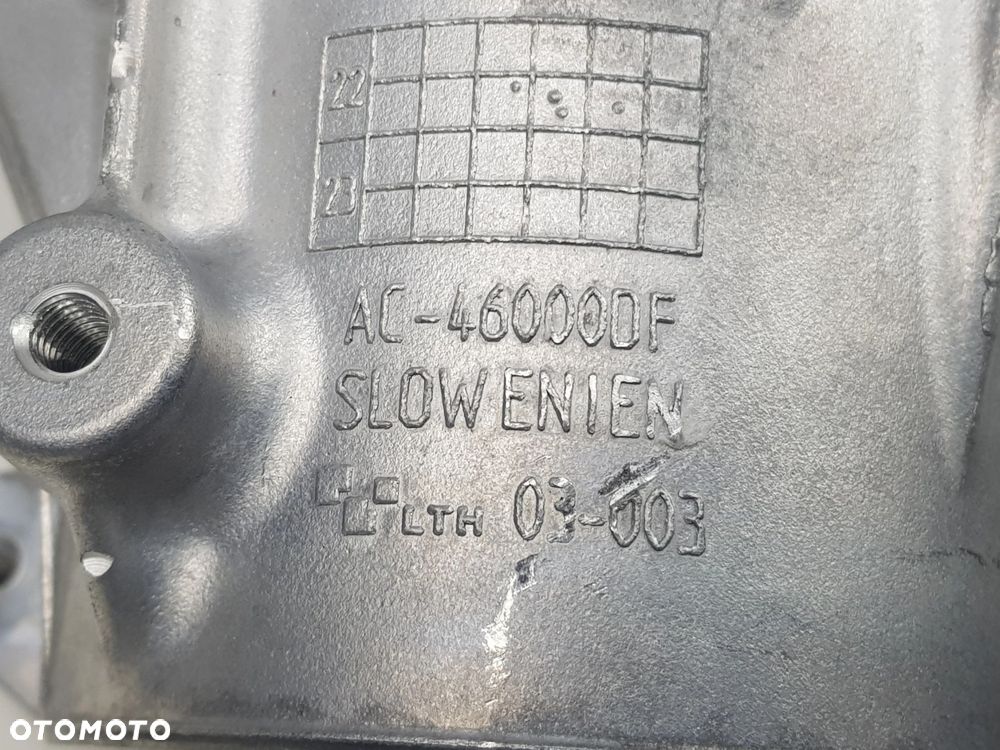 22
23
AC-46000DF
SLOWENIEN
LTH 03-003
OTOMOTO